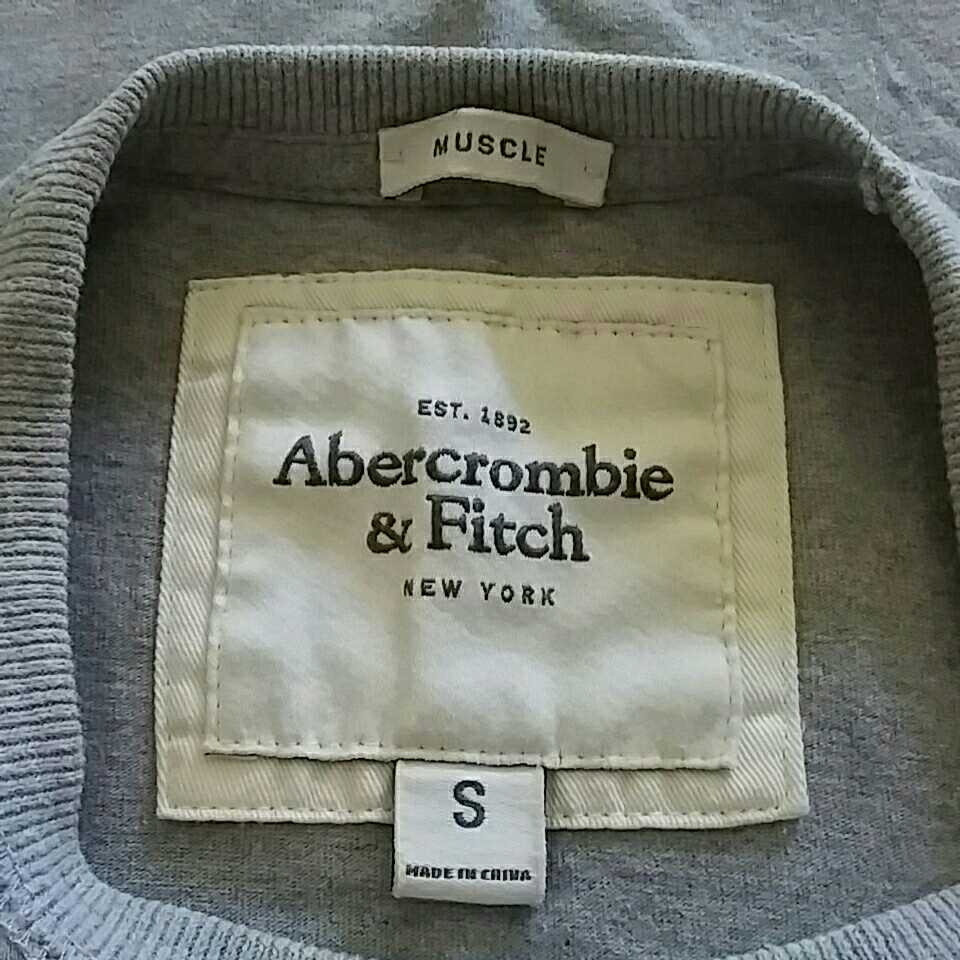 MUSCLE
EST. 1892
Abercrombie
& Fitch
NEW YORK
S
MADE IN CHINA